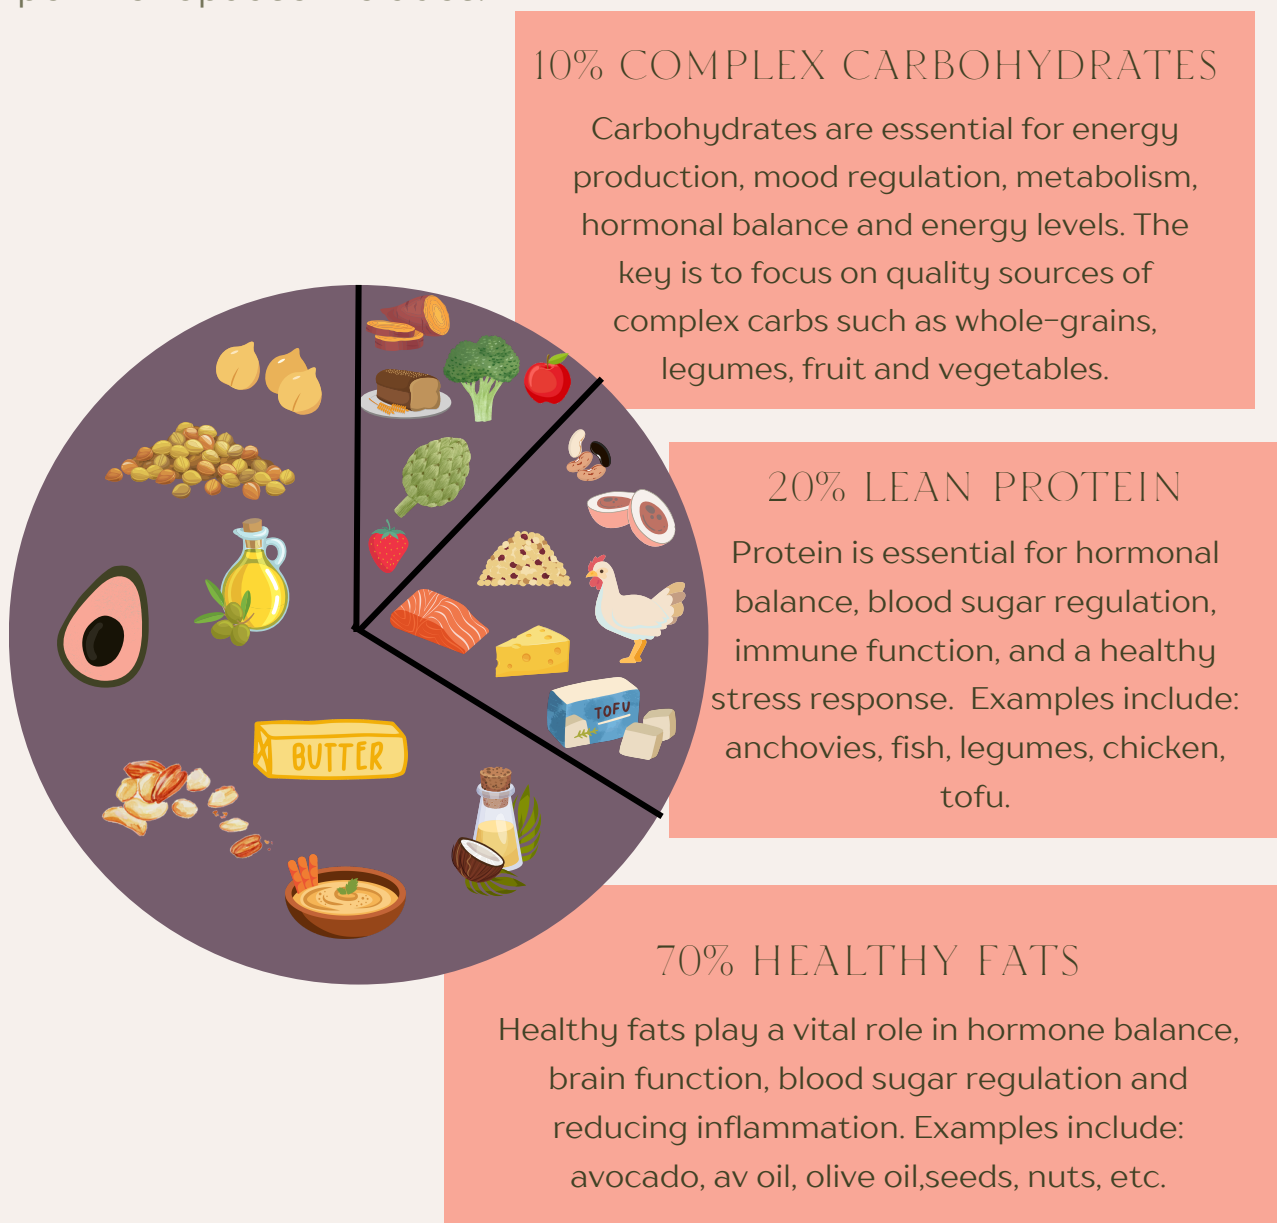 10% COMPLEX CARBOHYDRATES
Carbohydrates are essential for energy
production, mood regulation, metabolism,
hormonal balance and energy levels. The
key is to focus on quality sources of
complex carbs such as whole-grains,
legumes, fruit and vegetables.
20% LEAN PROTEIN
Protein is essential for hormonal
balance, blood sugar regulation,
immune function, and a healthy
stress response.  Examples include:
anchovies, fish, legumes, chicken,
tofu.
TOFU
BUTTER
70% HEALTHY FATS
Healthy fats play a vital role in hormone balance,
brain function, blood sugar regulation and
reducing inflammation. Examples include:
avocado, av oil, olive oil,seeds, nuts, etc.